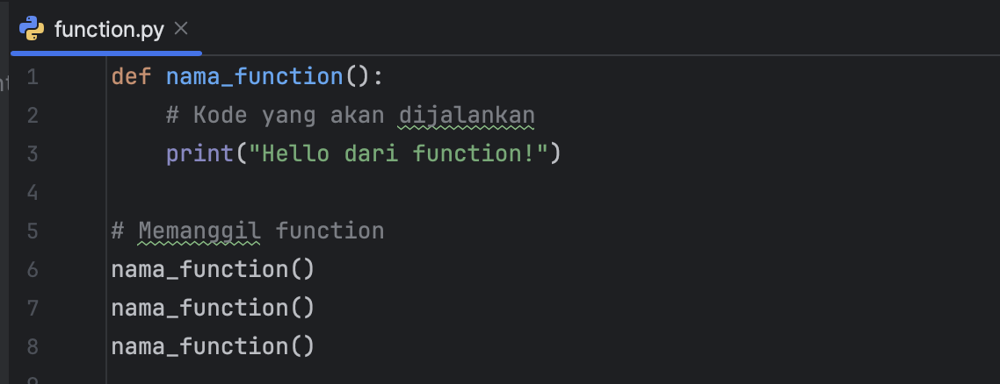 function.py
1 def nama_function():
2     # Kode yang akan dijalankan
3     print("Hello dari function!")
4
5 # Memanggil function
6 nama_function()
7 nama_function()
8 nama_function()